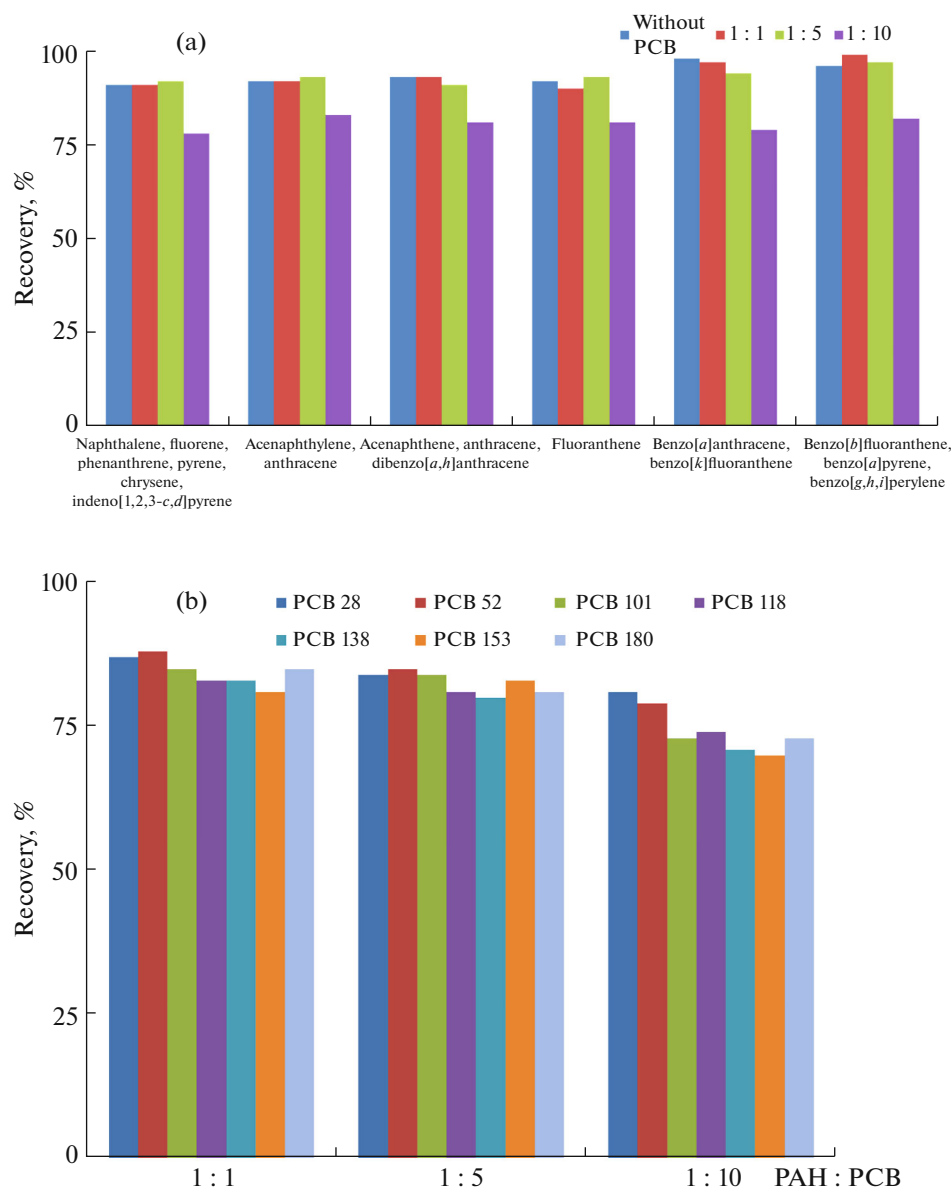 (a)
Without PCB 1 : 1 1 : 5 1 : 10
Recovery, %
100
75
50
25
0
Naphthalene, fluorene,
phenanthrene, pyrene,
chrysene,
indeno[1,2,3-c,d]pyrene
Acenaphthylene,
anthracene
Acenaphthene, anthracene,
dibenzo[a,h]anthracene
Fluoranthene
Benzo[a]anthracene,
benzo[k]fluoranthene
Benzo[b]fluoranthene,
benzo[a]pyrene,
benzo[g,h,i]perylene
(b)
PCB 28 PCB 52 PCB 101 PCB 118
PCB 138 PCB 153 PCB 180
Recovery, %
100
75
50
25
0
1 : 1 1 : 5 1 : 10 PAH : PCB